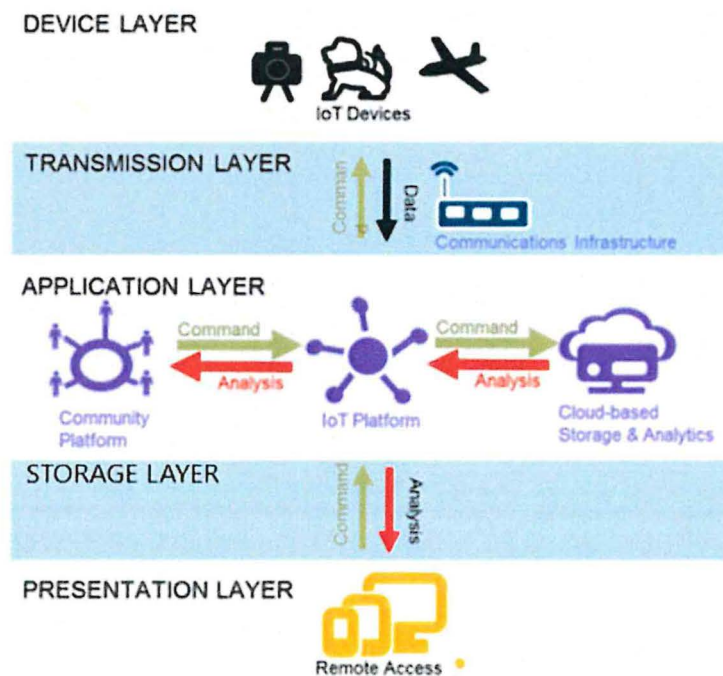 DEVICE LAYER
IoT Devices
TRANSMISSION LAYER
Comman
d
Data
Communications Infrastructure
APPLICATION LAYER
Command
Command
Analysis
Analysis
Community
Platform
IoT Platform
Cloud-based
Storage & Analytics
STORAGE LAYER
Command
Analysis
PRESENTATION LAYER
Remote Access